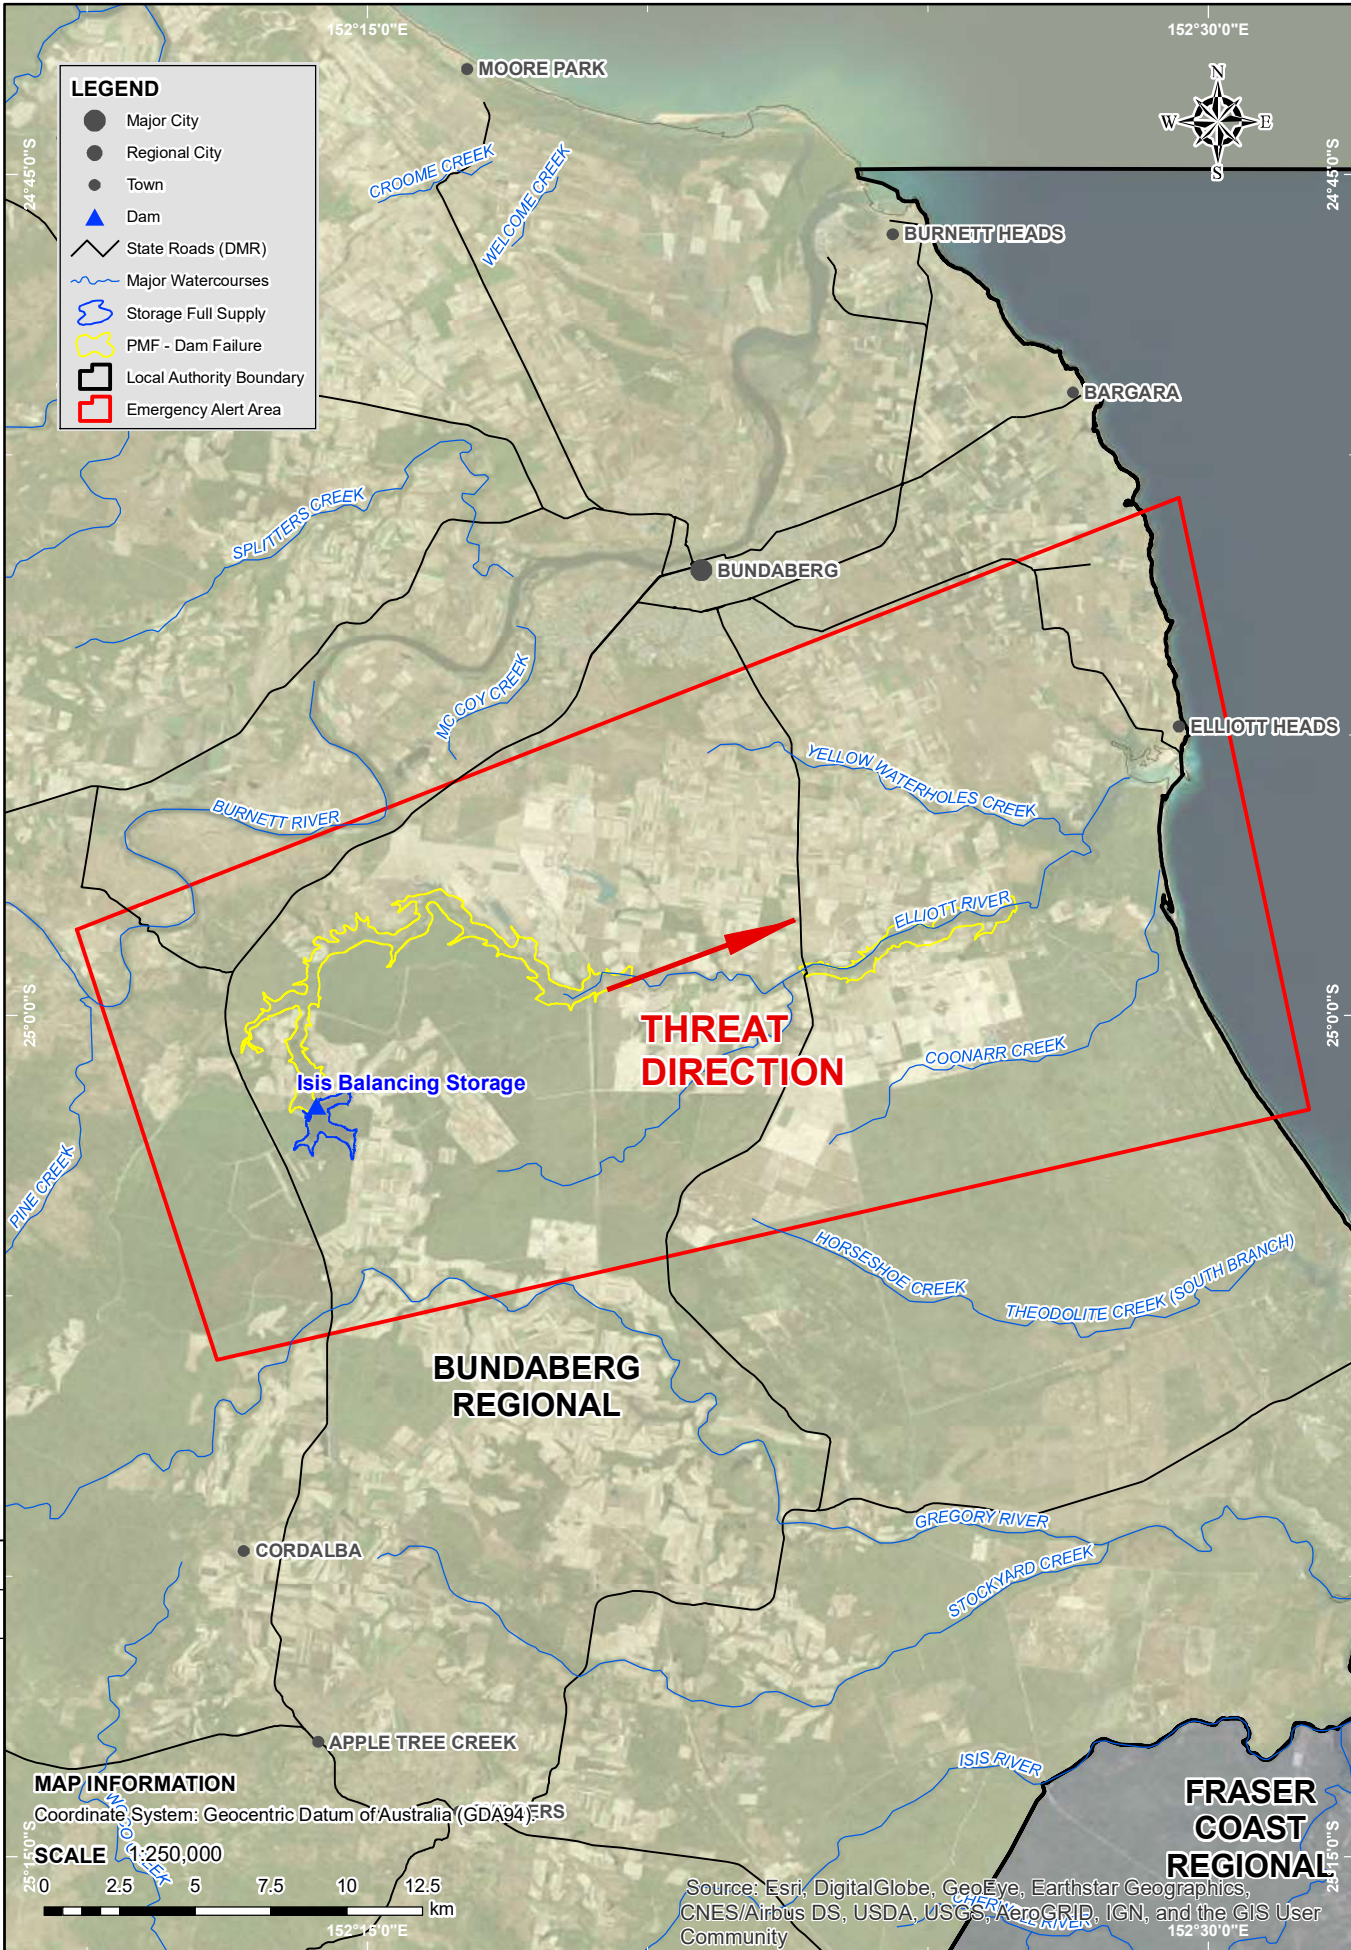 152°15'0"E
152°30'0"E
MOORE PARK
N
W
E
S
LEGEND
Major City
Regional City
Town
Dam
State Roads (DMR)
Major Watercourses
Storage Full Supply
PMF - Dam Failure
Local Authority Boundary
Emergency Alert Area
CROOME CREEK
WELCOME CREEK
24°45'0"S
24°45'0"S
BURNETT HEADS
BARGARA
SPLITTERS CREEK
BUNDABERG
MC COY CREEK
ELLIOTT HEADS
YELLOW WATERHOLES CREEK
BURNETT RIVER
ELLIOTT RIVER
25°0'0"S
25°0'0"S
THREAT
DIRECTION
COONARR CREEK
Isis Balancing Storage
PINE CREEK
HORSESHOE CREEK
THEODOLITE CREEK (SOUTH BRANCH)
BUNDABERG
REGIONAL
GREGORY RIVER
CORDALBA
STOCKYARD CREEK
APPLE TREE CREEK
ISIS RIVER
MAP INFORMATION
Coordinate System: Geocentric Datum of Australia (GDA94).
SCALE 1:250,000
0 2.5 5 7.5 10 12.5
km
FRASER
COAST
REGIONAL
25°15'0"S
25°15'0"S
Source: Esri, DigitalGlobe, GeoEye, Earthstar Geographics,
CNES/Airbus DS, USDA, USGS, AeroGRID, IGN, and the GIS User
Community
RIVER
152°15'0"E
152°30'0"E